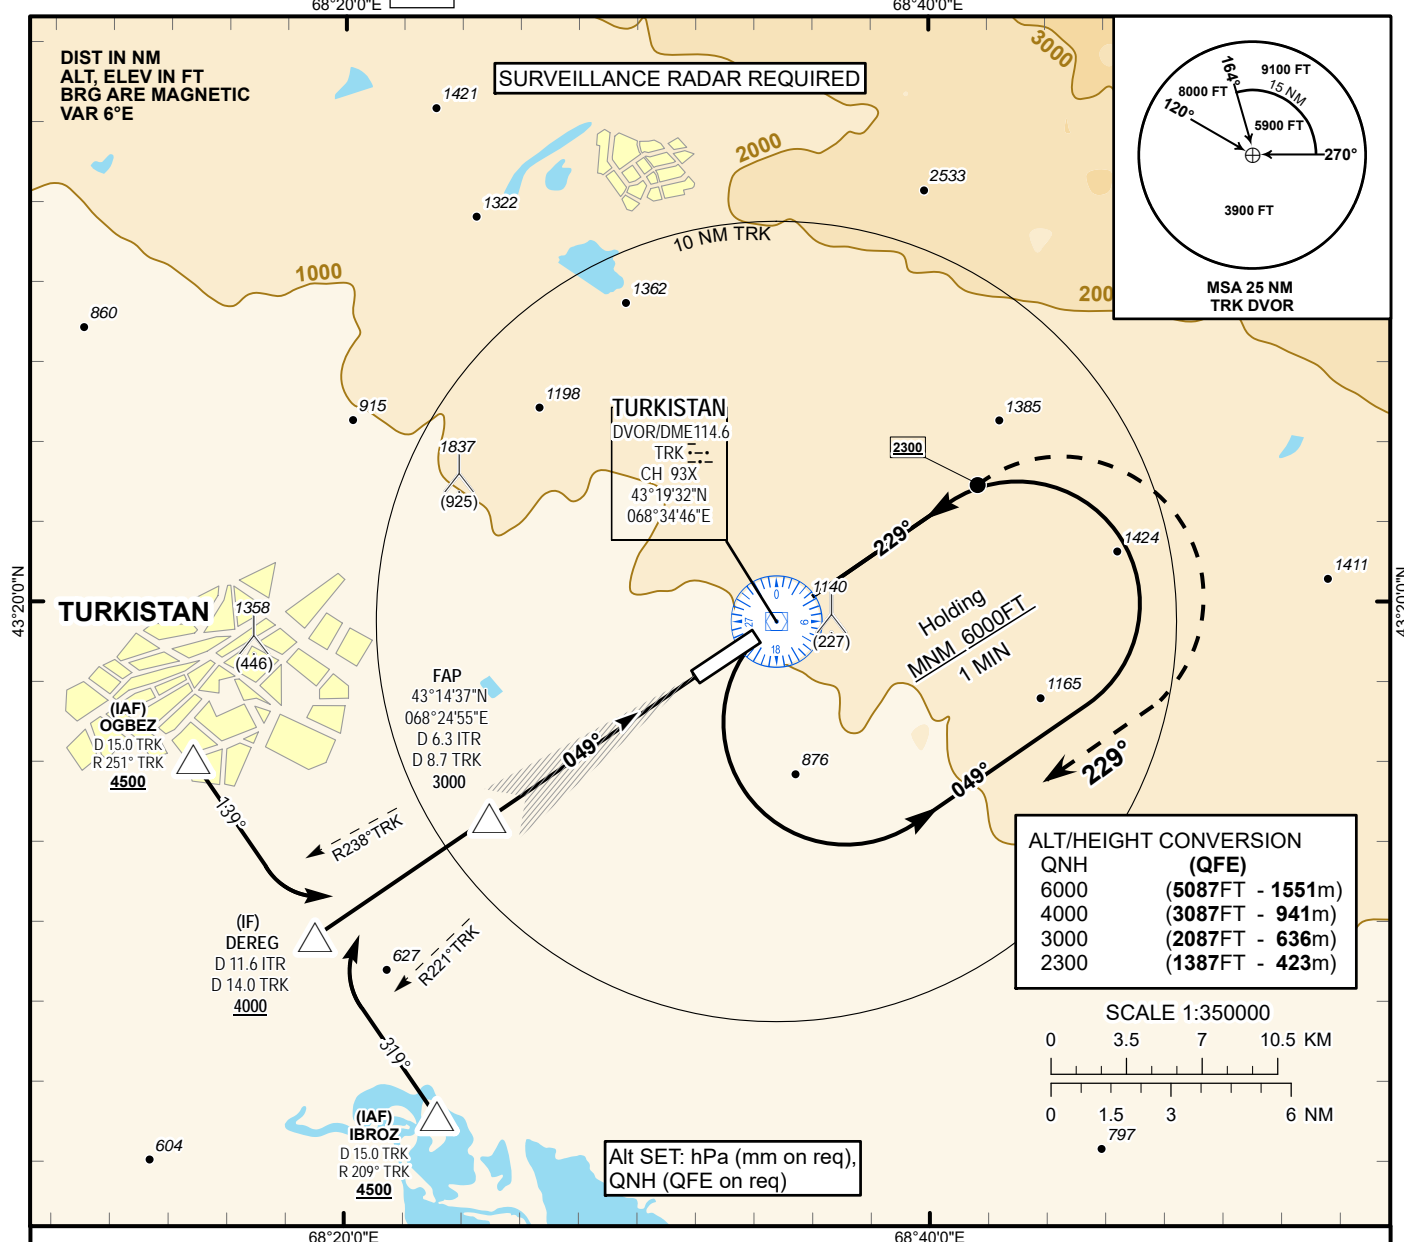 68°20'0"E
68°40'0"E
DIST IN NM
ALT, ELEV IN FT
BRG ARE MAGNETIC
VAR 6°E
SURVEILLANCE RADAR REQUIRED
3000
2000
1000
200
1421
1322
2533
10 NM TRK
1362
860
915
1198
1837
(925)
1385
164°
9100 FT
15 NM
8000 FT
120°
5900 FT
270°
3900 FT
MSA 25 NM
TRK DVOR
TURKISTAN
DVOR/DME114.6
TRK
CH 93X
43°19'32"N
068°34'46"E
2300
229°
1424
1411
43°20'0"N
43°20'0"N
0
9
18
27
1140
(227)
Holding
MNM 6000FT
1 MIN
1165
TURKISTAN
1358
(446)
(IAF)
OGBEZ
D 15.0 TRK
R 251° TRK
4500
139°
FAP
43°14'37"N
068°24'55"E
D 6.3 ITR
D 8.7 TRK
3000
049°
876
049°
229°
R238°TRK
(IF)
DEREG
D 11.6 ITR
D 14.0 TRK
4000
627
R221°TRK
319°
(IAF)
IBROZ
D 15.0 TRK
R 209° TRK
4500
604
ALT/HEIGHT CONVERSION
QNH (QFE)
6000 (5087FT - 1551m)
4000 (3087FT - 941m)
3000 (2087FT - 636m)
2300 (1387FT - 423m)
SCALE 1:350000
0 3.5 7 10.5 KM
0 1.5 3 6 NM
797
Alt SET: hPa (mm on req),
QNH (QFE on req)
68°20'0"E
68°40'0"E